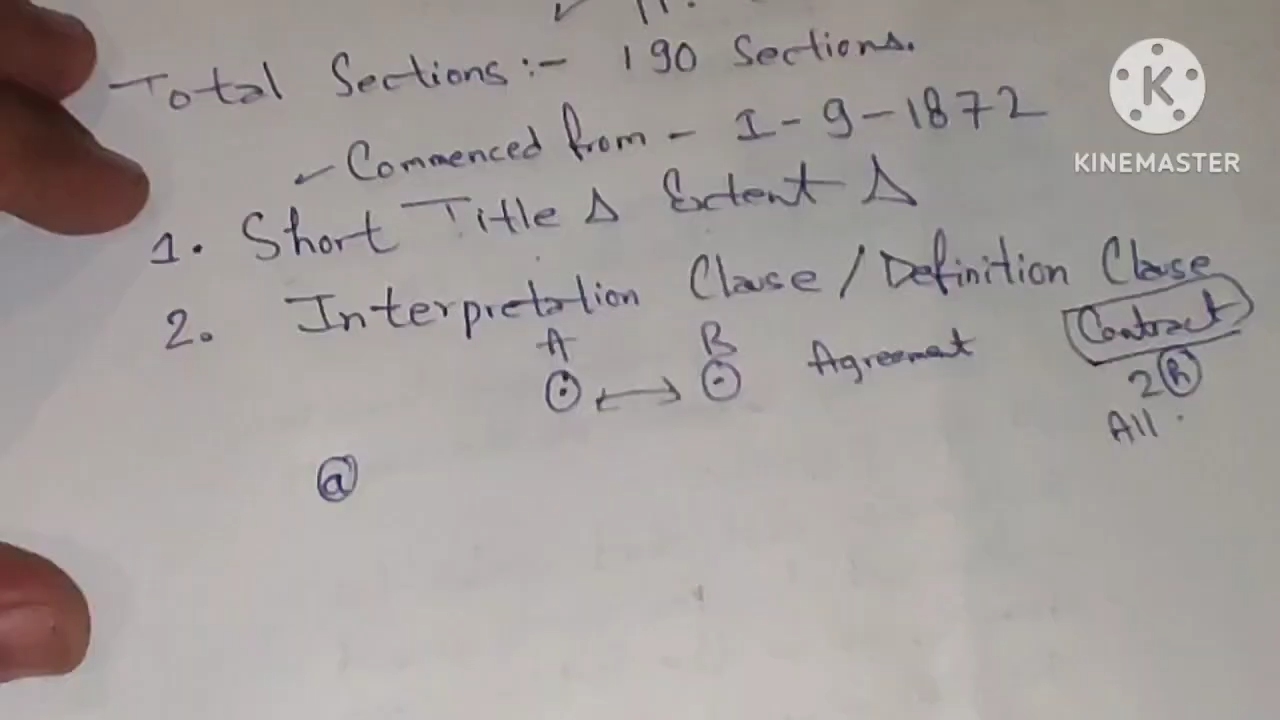 Total Sections:- 190 Sections.
Commenced from - 1-9-1872
1. Short Title & Extent &
2. Interpretation Clause / Definition Clause
A B Agreement Contract
2(h)
All
(a)
KINEMASTER